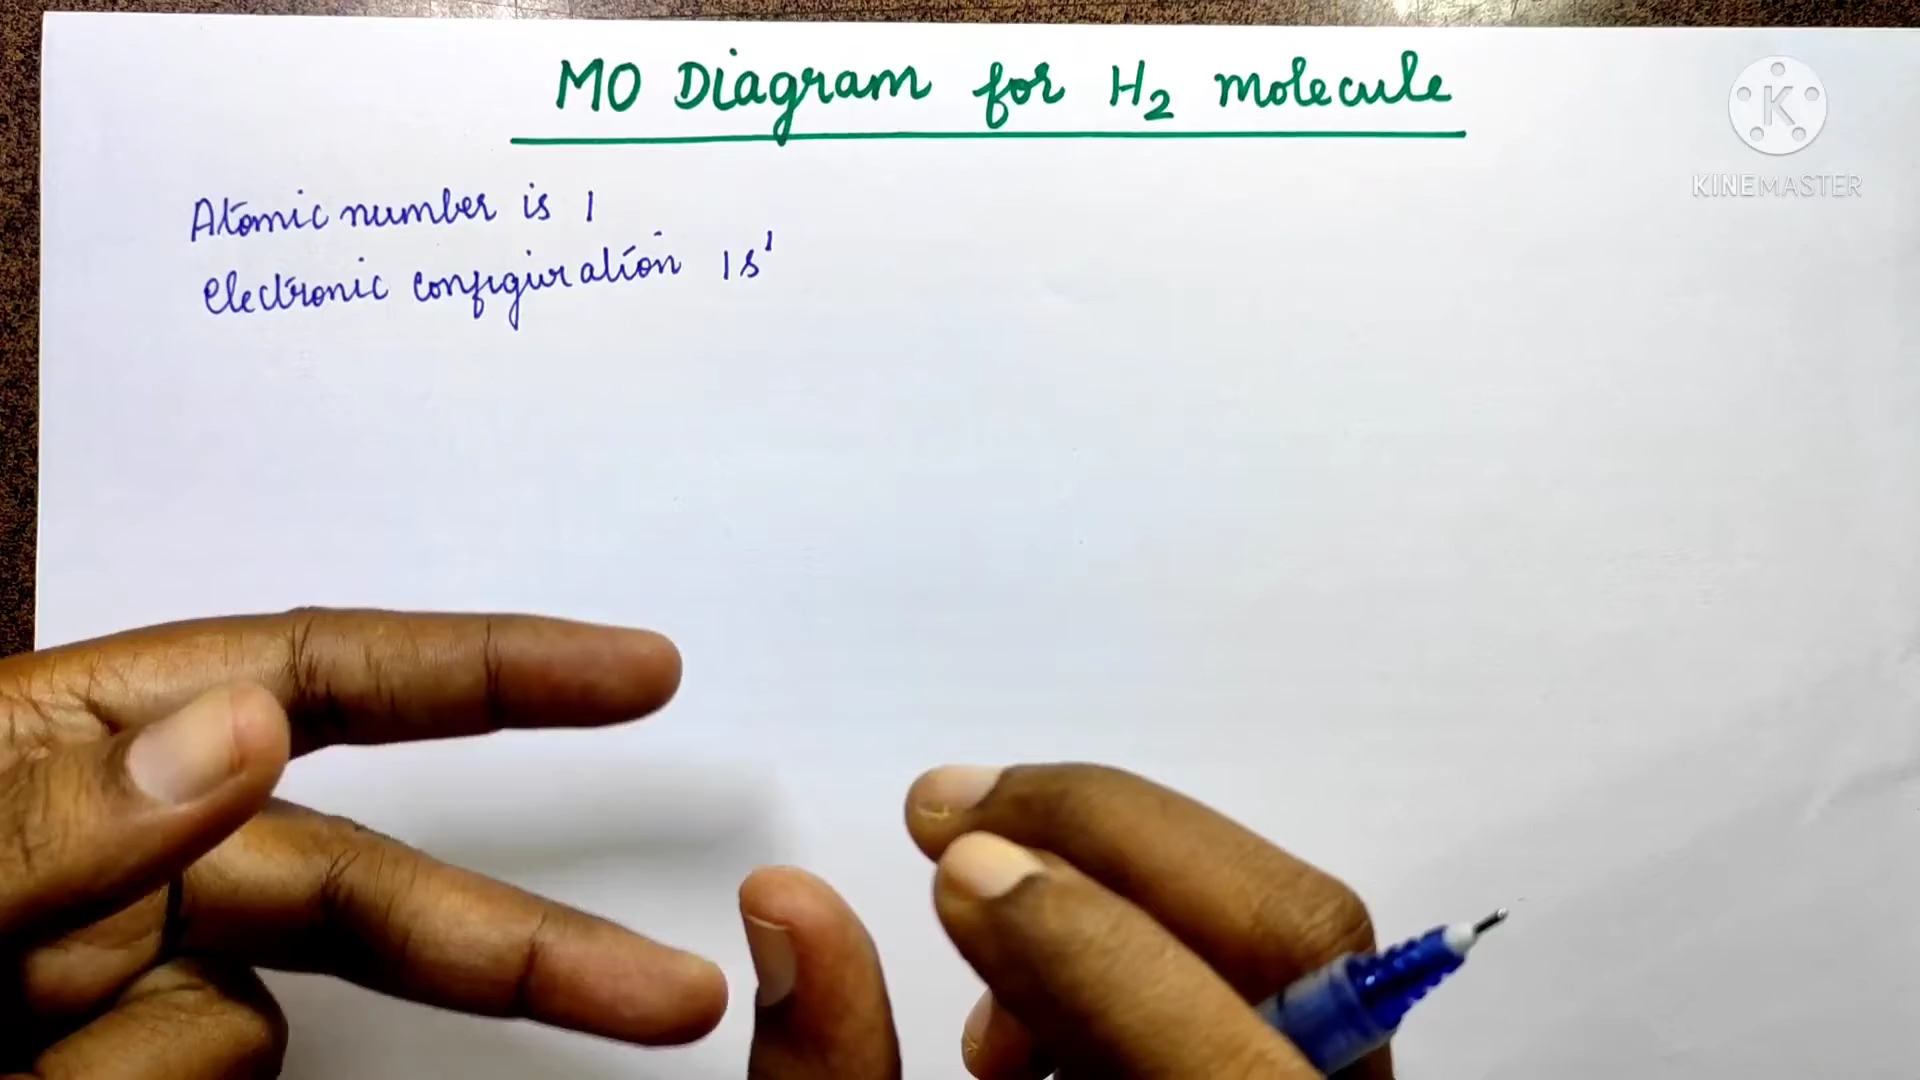 MO Diagram for H₂ molecule
Atomic number is 1
electronic configuration 1s¹
K
KINEMASTER